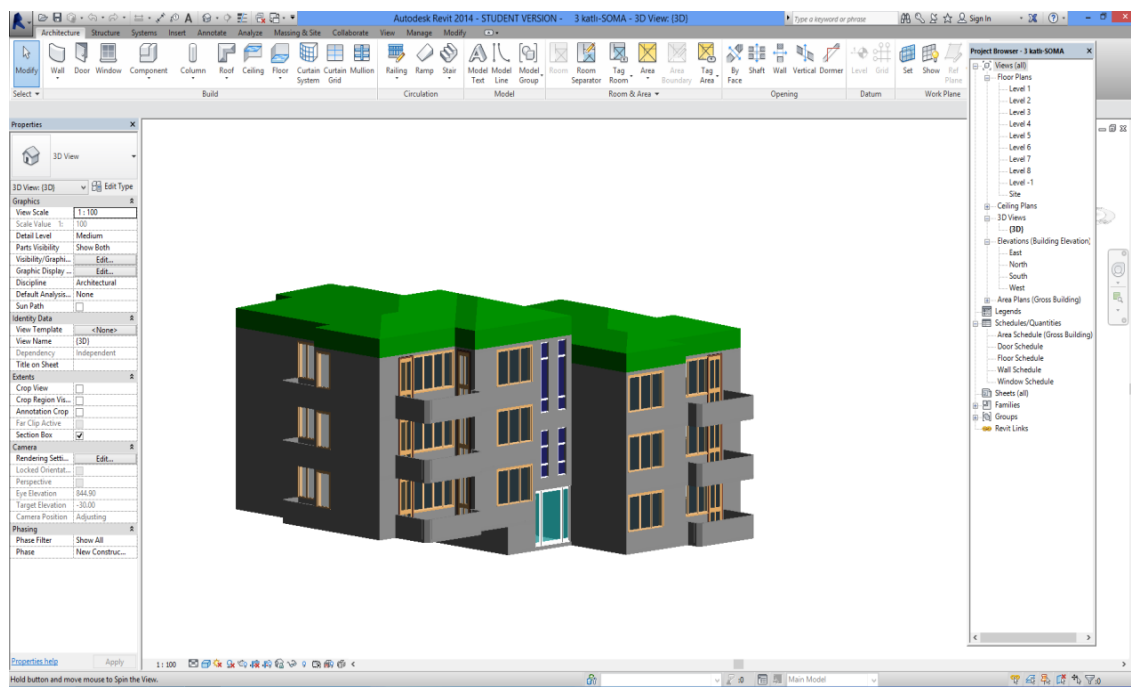 Autodesk Revit 2014 - STUDENT VERSION - 3 katlı-SOMA - 3D View: {3D}
Type a keyword or phrase
Sign In
Architecture Structure Systems Insert Annotate Analyze Massing & Site Collaborate View Manage Modify
Modify Wall Door Window Component Column Roof Ceiling Floor Curtain System Curtain Grid Mullion Railing Ramp Stair Model Text Model Line Model Group Room Room Separator Tag Room Area Area Boundary Tag Area By Face Shaft Wall Vertical Dormer Level Grid Set Show Ref Plane
Select Build Circulation Model Room & Area Opening Datum Work Plane
Properties
3D View
3D View: {3D} Edit Type
Graphics
View Scale 1 : 100
Scale Value 1: 100
Detail Level Medium
Parts Visibility Show Both
Visibility/Graphi... Edit...
Graphic Display ... Edit...
Discipline Architectural
Default Analysis... None
Sun Path
Identity Data
View Template <None>
View Name {3D}
Dependency Independent
Title on Sheet
Extents
Crop View
Crop Region Vis...
Annotation Crop
Far Clip Active
Section Box
Camera
Rendering Setti... Edit...
Locked Orientat...
Perspective
Eye Elevation 844.90
Target Elevation -30.00
Camera Position Adjusting
Phasing
Phase Filter Show All
Phase New Construc...
Properties help Apply
Project Browser - 3 katlı-SOMA
Views (all)
Floor Plans
Level 1
Level 2
Level 3
Level 4
Level 5
Level 6
Level 7
Level 8
Level -1
Site
Ceiling Plans
3D Views
{3D}
Elevations (Building Elevation)
East
North
South
West
Area Plans (Gross Building)
Legends
Schedules/Quantities
Area Schedule (Gross Building)
Door Schedule
Floor Schedule
Wall Schedule
Window Schedule
Sheets (all)
Families
Groups
Revit Links
1 : 100
Hold button and move mouse to Spin the View.
:0
Main Model
:0